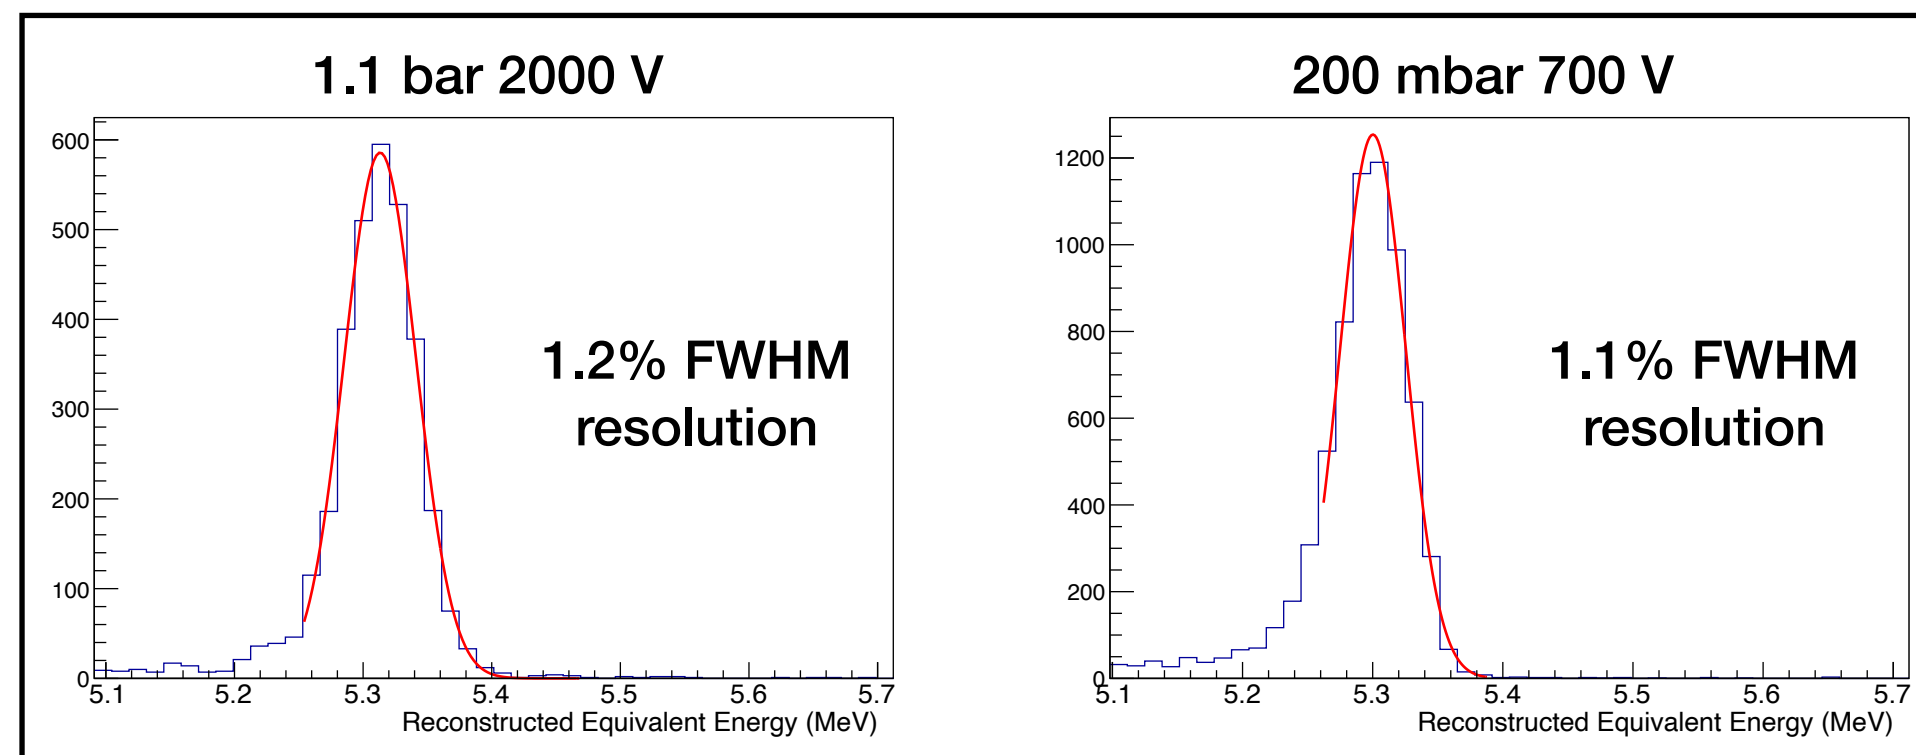 1.1 bar 2000 V
600
500
400
300
200
100
0
1.2% FWHM
resolution
5.1 5.2 5.3 5.4 5.5 5.6 5.7
Reconstructed Equivalent Energy (MeV)
200 mbar 700 V
1200
1000
800
600
400
200
0
1.1% FWHM
resolution
5.1 5.2 5.3 5.4 5.5 5.6 5.7
Reconstructed Equivalent Energy (MeV)